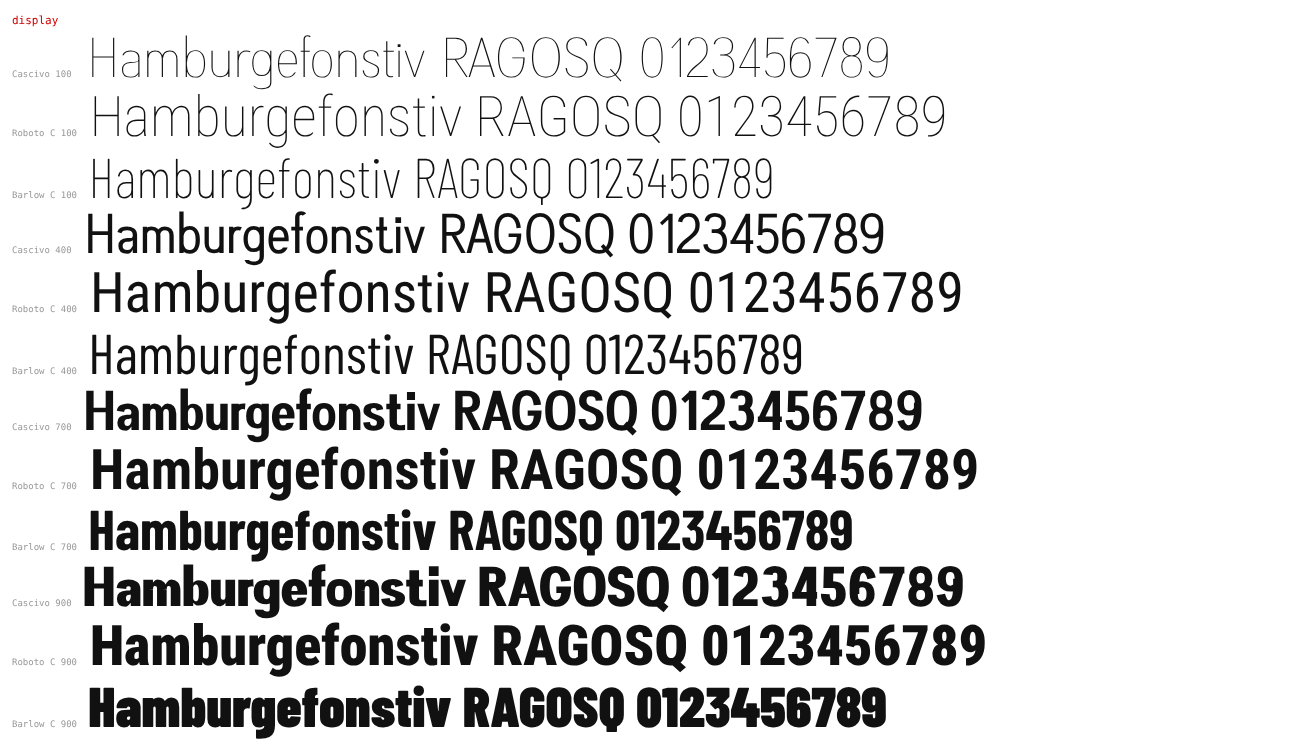 display
Cascivo 100 Hamburgefonstiv RAGOSQ 0123456789
Roboto C 100 Hamburgefonstiv RAGOSQ 0123456789
Barlow C 100 Hamburgefonstiv RAGOSQ 0123456789
Cascivo 400 Hamburgefonstiv RAGOSQ 0123456789
Roboto C 400 Hamburgefonstiv RAGOSQ 0123456789
Barlow C 400 Hamburgefonstiv RAGOSQ 0123456789
Cascivo 700 Hamburgefonstiv RAGOSQ 0123456789
Roboto C 700 Hamburgefonstiv RAGOSQ 0123456789
Barlow C 700 Hamburgefonstiv RAGOSQ 0123456789
Cascivo 900 Hamburgefonstiv RAGOSQ 0123456789
Roboto C 900 Hamburgefonstiv RAGOSQ 0123456789
Barlow C 900 Hamburgefonstiv RAGOSQ 0123456789